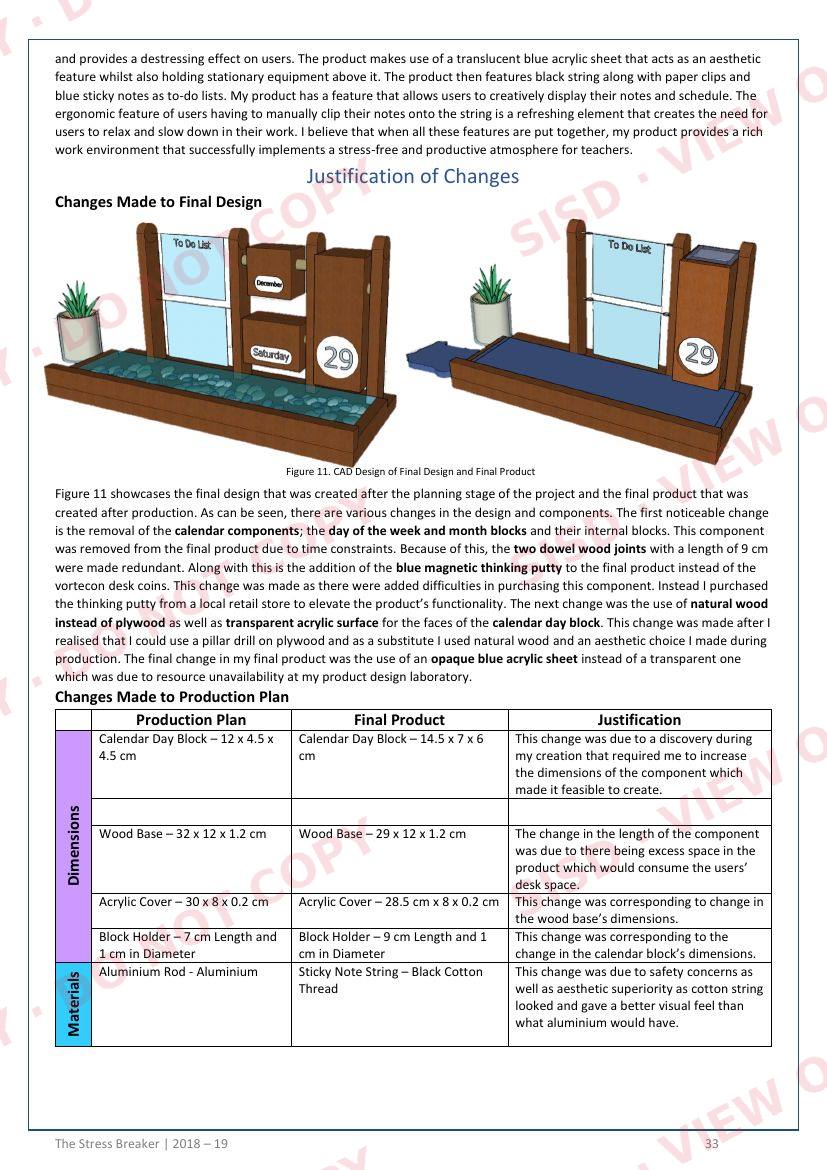 and provides a destressing effect on users. The product makes use of a translucent blue acrylic sheet that acts as an aesthetic
feature whilst also holding stationary equipment above it. The product then features black string along with paper clips and
blue sticky notes as to-do lists. My product has a feature that allows users to creatively display their notes and schedule. The
ergonomic feature of users having to manually clip their notes onto the string is a refreshing element that creates the need for
users to relax and slow down in their work. I believe that when all these features are put together, my product provides a rich
work environment that successfully implements a stress-free and productive atmosphere for teachers.
Justification of Changes
Changes Made to Final Design
To Do List
December
Saturday
29
To Do List
29
Figure 11. CAD Design of Final Design and Final Product
Figure 11 showcases the final design that was created after the planning stage of the project and the final product that was
created after production. As can be seen, there are various changes in the design and components. The first noticeable change
is the removal of the calendar components; the day of the week and month blocks and their internal blocks. This component
was removed from the final product due to time constraints. Because of this, the two dowel wood joints with a length of 9 cm
were made redundant. Along with this is the addition of the blue magnetic thinking putty to the final product instead of the
vortecon desk coins. This change was made as there were added difficulties in purchasing this component. Instead I purchased
the thinking putty from a local retail store to elevate the product's functionality. The next change was the use of natural wood
instead of plywood as well as transparent acrylic surface for the faces of the calendar day block. This change was made after I
realised that I could use a pillar drill on plywood and as a substitute I used natural wood and an aesthetic choice I made during
production. The final change in my final product was the use of an opaque blue acrylic sheet instead of a transparent one
which was due to resource unavailability at my product design laboratory.
Changes Made to Production Plan
Production Plan Final Product Justification
Dimensions
Calendar Day Block – 12 x 4.5 x
4.5 cm
Calendar Day Block – 14.5 x 7 x 6
cm
This change was due to a discovery during
my creation that required me to increase
the dimensions of the component which
made it feasible to create.
Wood Base – 32 x 12 x 1.2 cm
Wood Base – 29 x 12 x 1.2 cm
The change in the length of the component
was due to there being excess space in the
product which would consume the users'
desk space.
Acrylic Cover – 30 x 8 x 0.2 cm
Acrylic Cover – 28.5 cm x 8 x 0.2 cm
This change was corresponding to change in
the wood base's dimensions.
Block Holder – 7 cm Length and
1 cm in Diameter
Block Holder – 9 cm Length and 1
cm in Diameter
This change was corresponding to the
change in the calendar block's dimensions.
Materials
Aluminium Rod - Aluminium
Sticky Note String – Black Cotton
Thread
This change was due to safety concerns as
well as aesthetic superiority as cotton string
looked and gave a better visual feel than
what aluminium would have.
The Stress Breaker | 2018 – 19
33
SISD · VIEW O
Y · DO NOT COPY
SISD · VIEW O
Y · DO NOT COPY
SISD · VIEW O
Y · DO NOT COPY
VIEW O